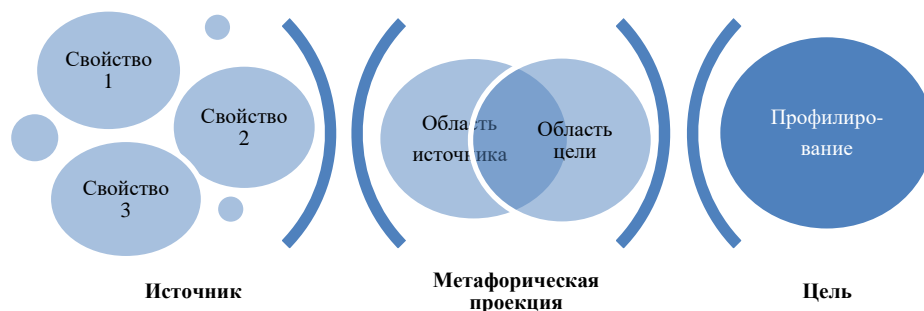 Свойство
1
Свойство
2
Свойство
3
Область
источника
Область
цели
Профилиро-
вание
Источник
Метафорическая
проекция
Цель